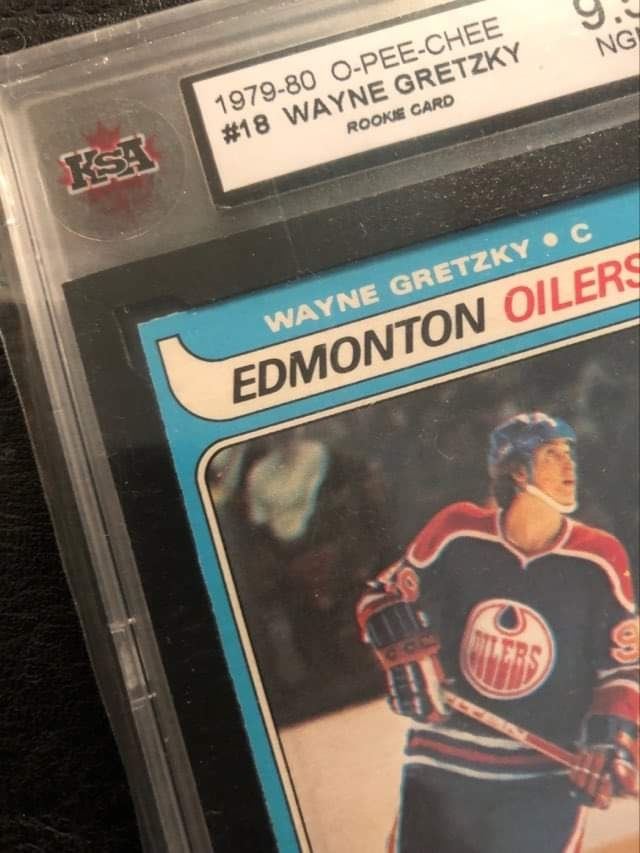 1979-80 O-PEE-CHEE
#18 WAYNE GRETZKY
ROOKIE CARD
KSA
WAYNE GRETZKY • C
EDMONTON OILERS
OILERS